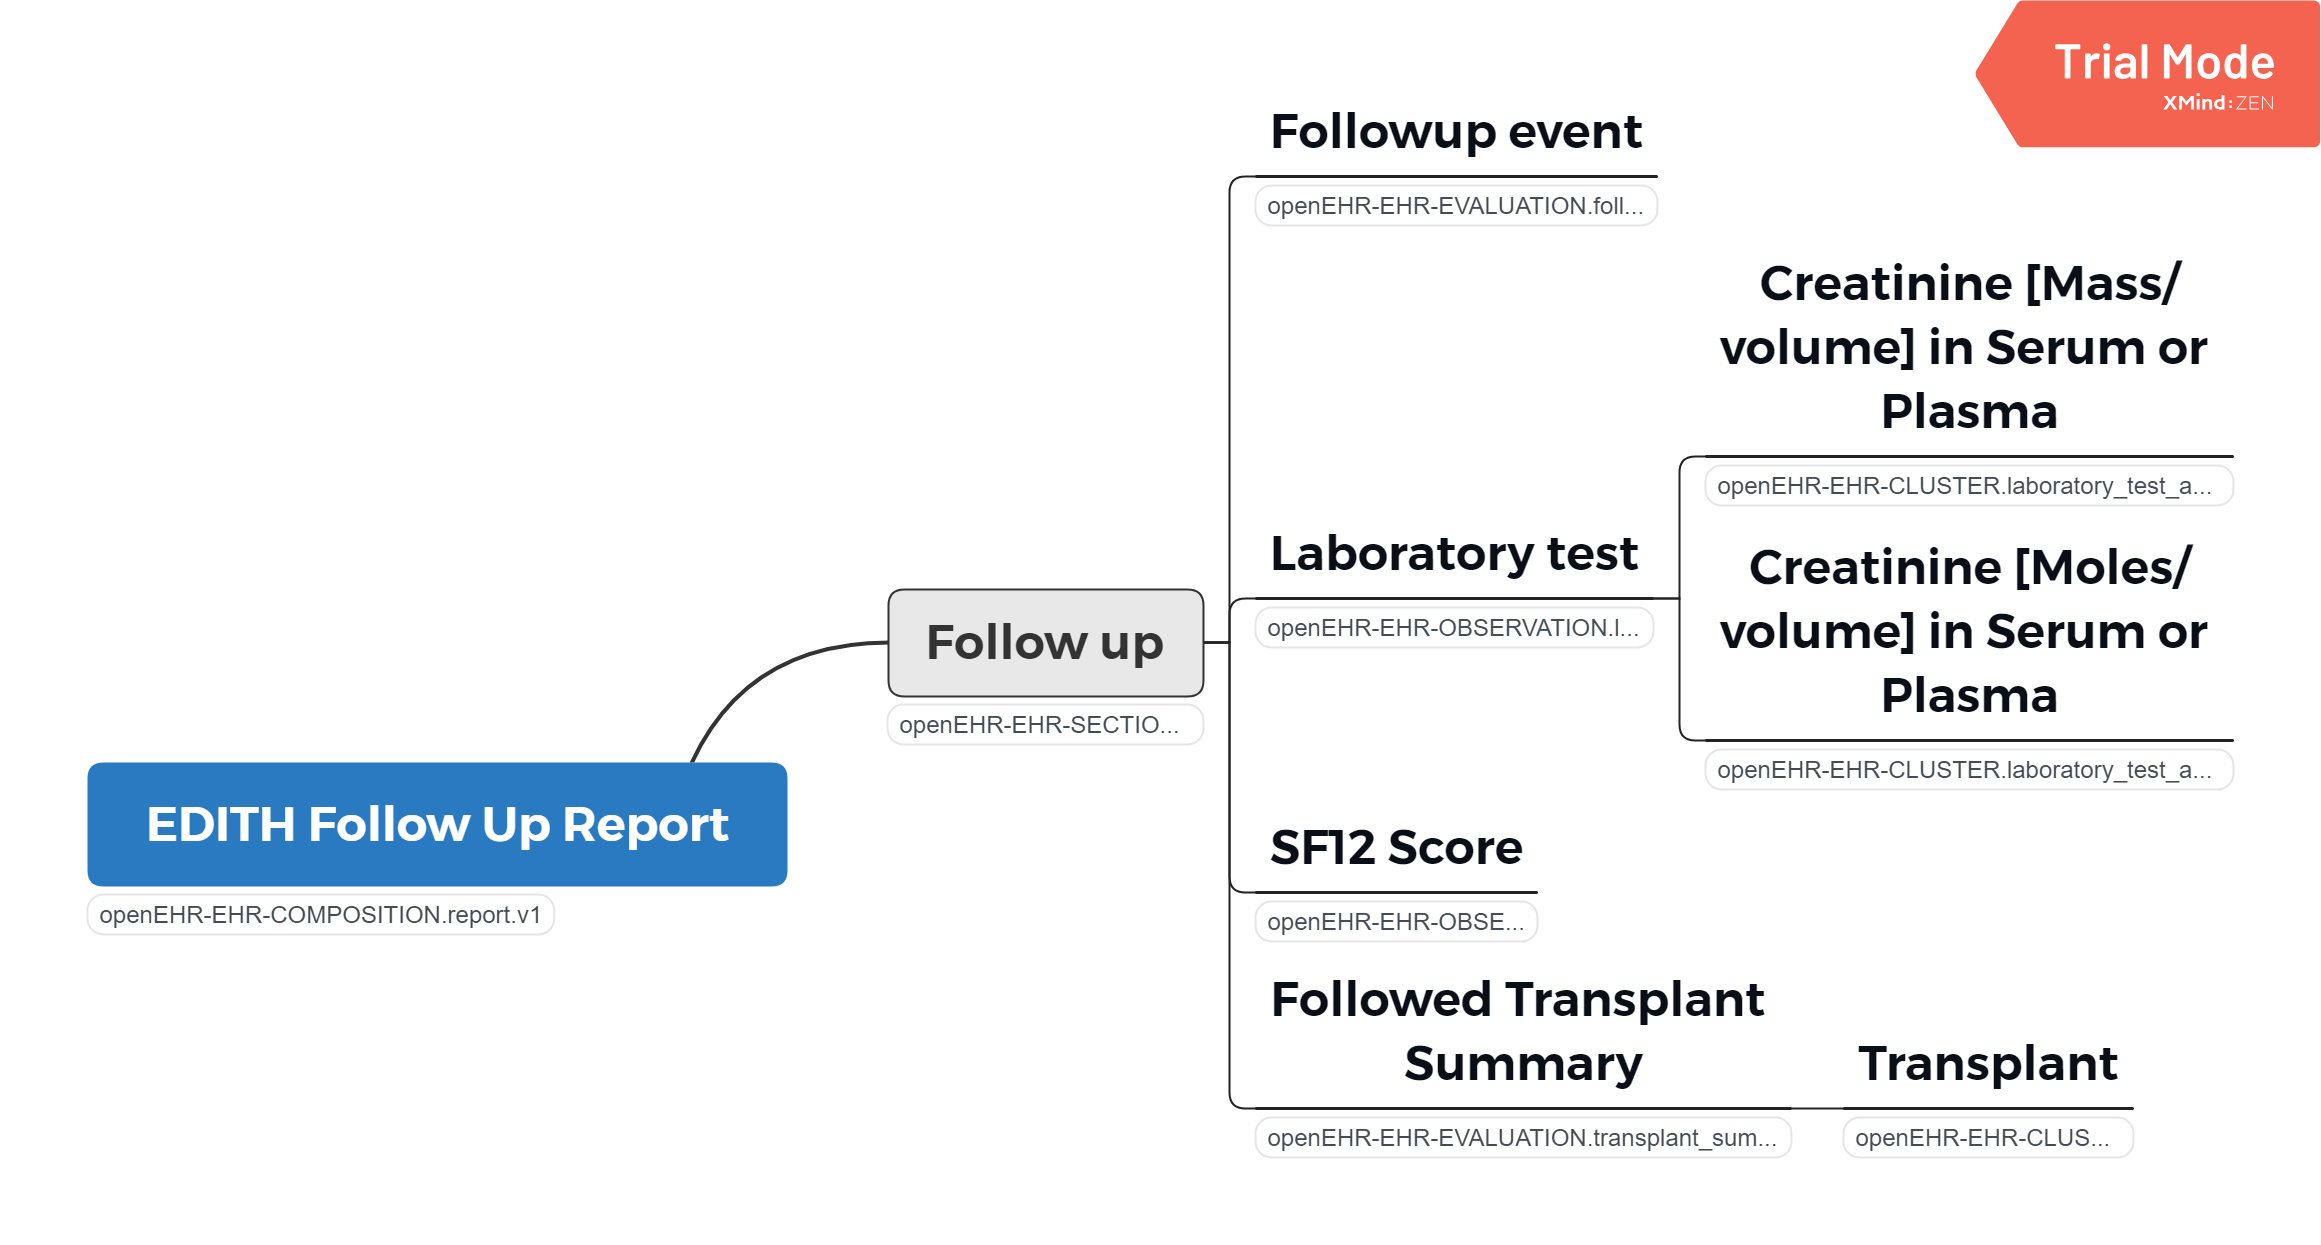 Trial Mode
XMind:ZEN
Followup event
openEHR-EHR-EVALUATION.foll...
Creatinine [Mass/
volume] in Serum or
Plasma
openEHR-EHR-CLUSTER.laboratory_test_a...
Laboratory test
openEHR-EHR-OBSERVATION.l...
Creatinine [Moles/
volume] in Serum or
Plasma
openEHR-EHR-CLUSTER.laboratory_test_a...
Follow up
openEHR-EHR-SECTIO...
EDITH Follow Up Report
openEHR-EHR-COMPOSITION.report.v1
SF12 Score
openEHR-EHR-OBSE...
Followed Transplant
Summary
openEHR-EHR-EVALUATION.transplant_sum...
Transplant
openEHR-EHR-CLUS...